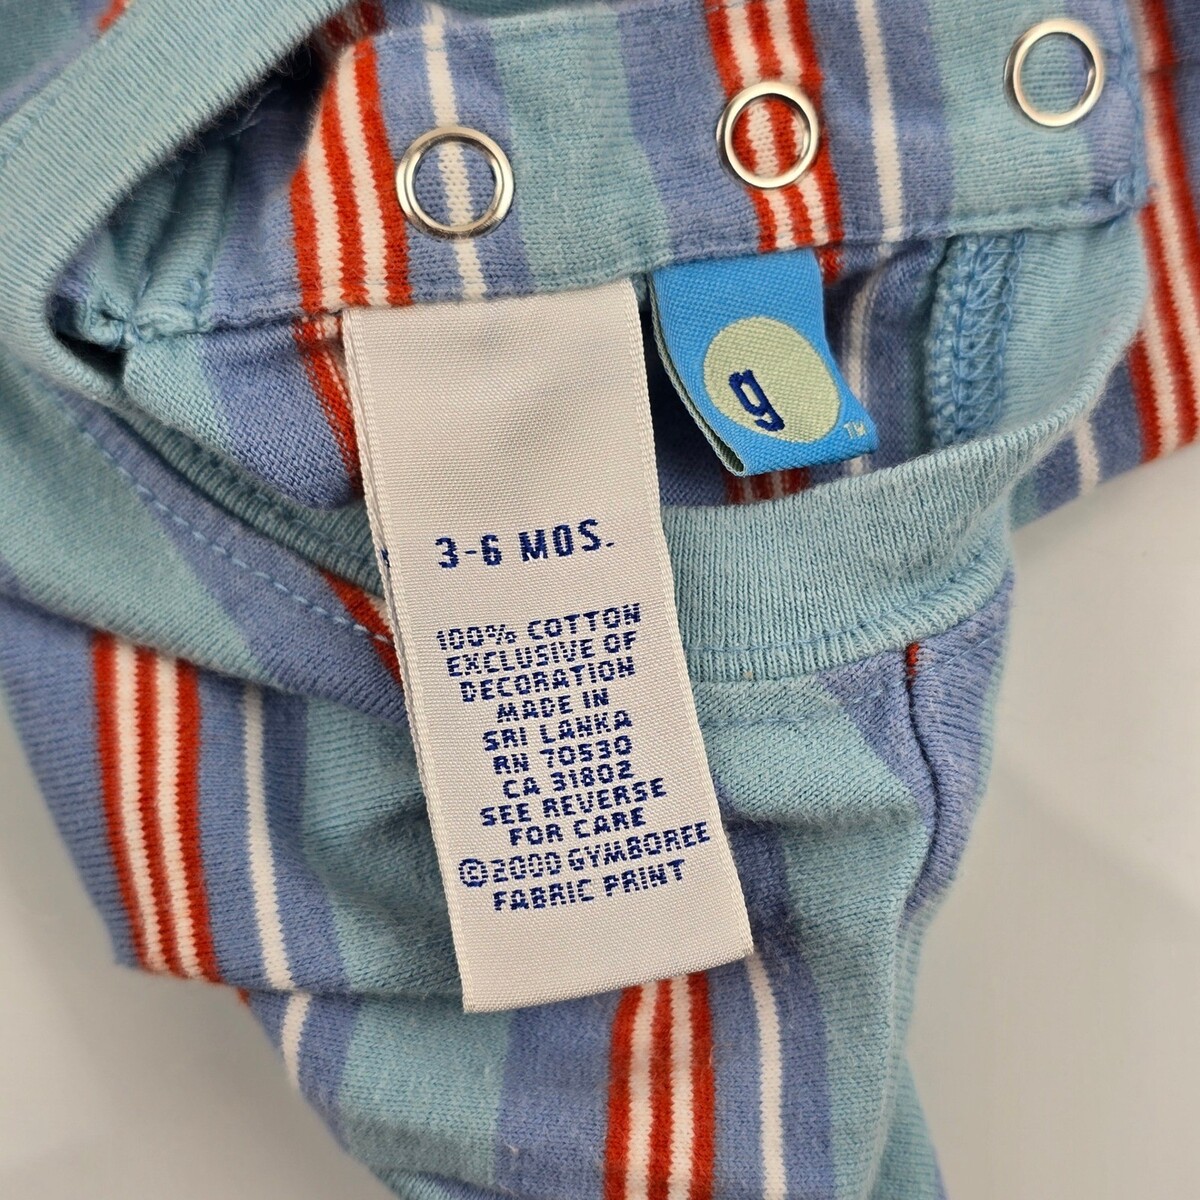 g
TM
3-6 MOS.
100% COTTON
EXCLUSIVE OF
DECORATION
MADE IN
SRI LANKA
RN 70530
CA 31802
SEE REVERSE
FOR CARE
©2000 GYMBOREE
FABRIC PRINT